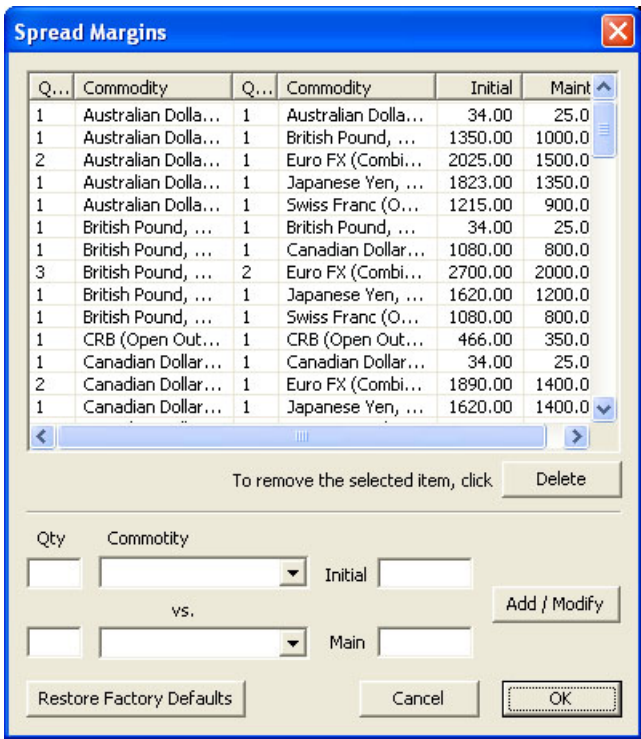 Spread Margins
Q... Commodity Q... Commodity Initial Maint
1 Australian Dolla... 1 Australian Dolla... 34.00 25.0
1 Australian Dolla... 1 British Pound, ... 1350.00 1000.0
2 Australian Dolla... 1 Euro FX (Combi... 2025.00 1500.0
1 Australian Dolla... 1 Japanese Yen, ... 1823.00 1350.0
1 Australian Dolla... 1 Swiss Franc (O... 1215.00 900.0
1 British Pound, ... 1 British Pound, ... 34.00 25.0
1 British Pound, ... 1 Canadian Dollar... 1080.00 800.0
3 British Pound, ... 2 Euro FX (Combi... 2700.00 2000.0
1 British Pound, ... 1 Japanese Yen, ... 1620.00 1200.0
1 British Pound, ... 1 Swiss Franc (O... 1080.00 800.0
1 CRB (Open Out... 1 CRB (Open Out... 466.00 350.0
1 Canadian Dollar... 1 Canadian Dollar... 34.00 25.0
2 Canadian Dollar... 1 Euro FX (Combi... 1890.00 1400.0
1 Canadian Dollar... 1 Japanese Yen, ... 1620.00 1400.0
To remove the selected item, click Delete
Qty Commotity
Initial
vs.
Add / Modify
Main
Restore Factory Defaults Cancel OK